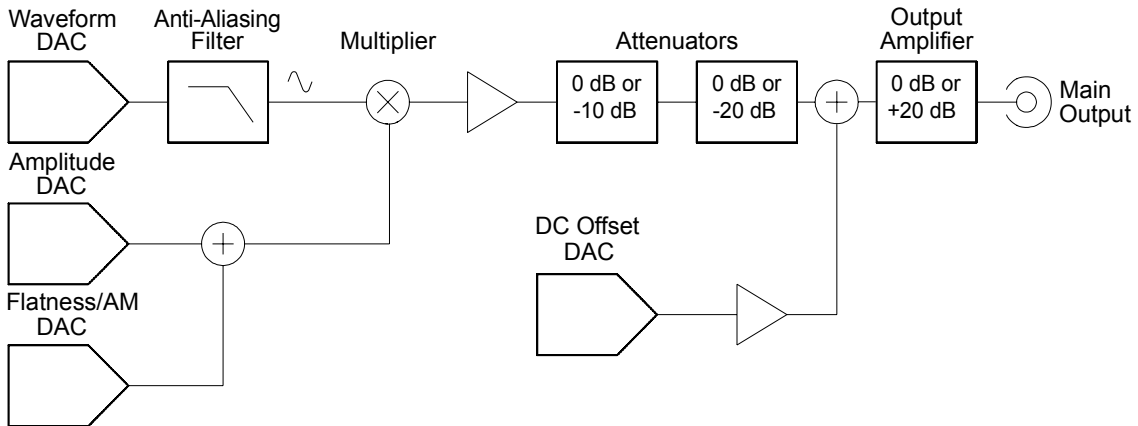 Waveform
DAC
Anti-Aliasing
Filter
Multiplier
Attenuators
Output
Amplifier
0 dB or
-10 dB
0 dB or
-20 dB
0 dB or
+20 dB
Main
Output
Amplitude
DAC
DC Offset
DAC
Flatness/AM
DAC